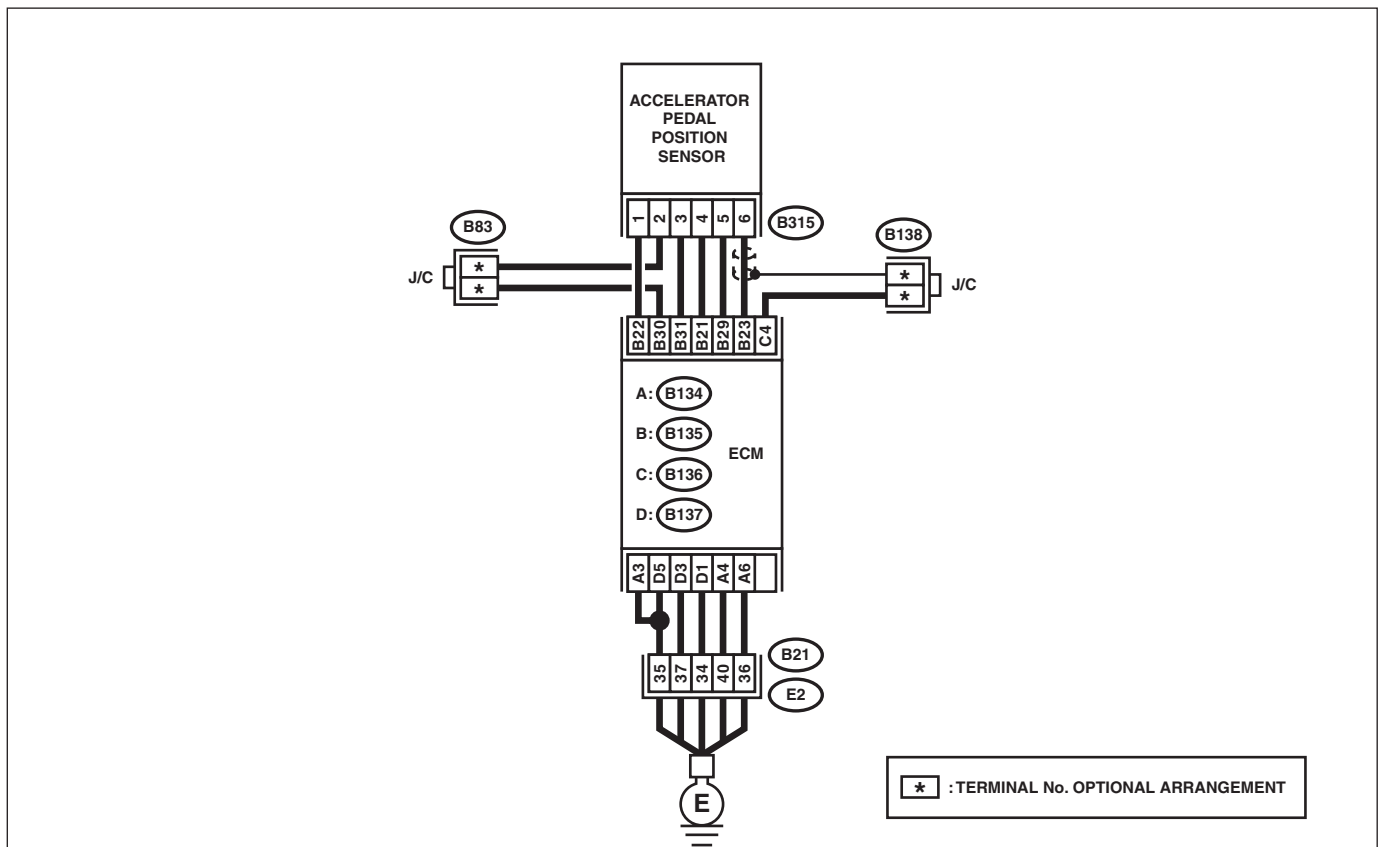 ACCELERATOR
PEDAL
POSITION
SENSOR
1 2 3 4 5 6
B315
B83
J/C
*
*
B138
*
*
J/C
B22 B30 B31 B21 B29 B23 C4
A: B134
B: B135
C: B136
D: B137
ECM
A3 D5 D3 D1 A4 A6
35 37 34 40 36
B21
E2
E
* : TERMINAL No. OPTIONAL ARRANGEMENT